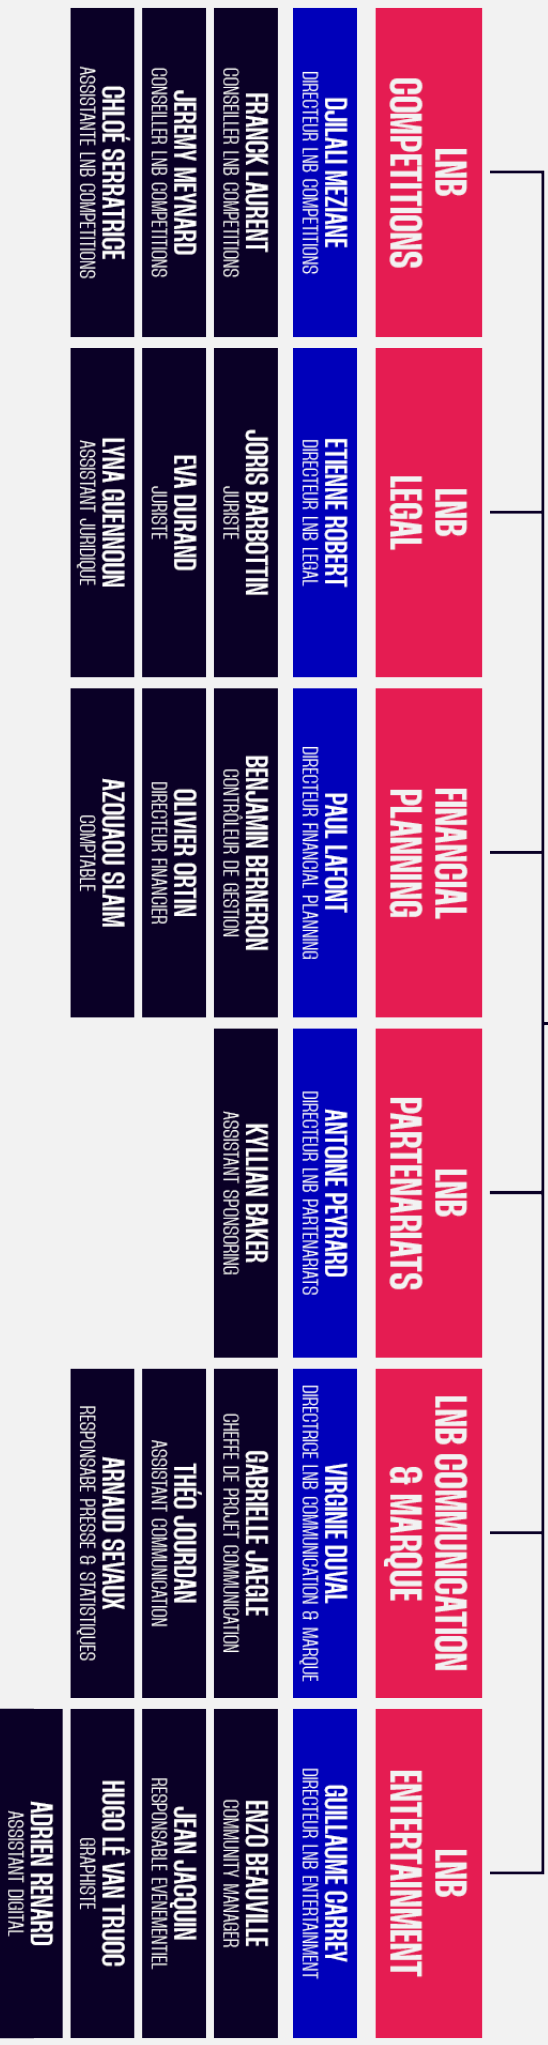 LNB
COMPETITIONS
DJILALI MEZIANE
DIRECTEUR LNB COMPETITIONS
FRANCK LAURENT
CONSEILLER LNB COMPETITIONS
JEREMY MEYNARD
CONSEILLER LNB COMPETITIONS
CHLOÉ SERRATRICE
ASSISTANTE LNB COMPETITIONS
LNB
LEGAL
ETIENNE ROBERT
DIRECTEUR LNB LEGAL
JORIS BARBOTTIN
JURISTE
EVA DURAND
JURISTE
LYNA GUENNOUN
ASSISTANT JURIDIQUE
FINANCIAL
PLANNING
PAUL LAFONT
DIRECTEUR FINANCIAL PLANNING
BENJAMIN BERNERON
CONTRÔLEUR DE GESTION
OLIVIER ORTIN
DIRECTEUR FINANCIER
AZOUAOU SLAIM
COMPTABLE
LNB
PARTENARIATS
ANTOINE PEYRARD
DIRECTEUR LNB PARTENARIATS
KYLLIAN BAKER
ASSISTANT SPONSORING
LNB COMMUNICATION
& MARQUE
VIRGINIE DUVAL
DIRECTRICE LNB COMMUNICATION & MARQUE
GABRIELLE JAEGLE
CHEFFE DE PROJET COMMUNICATION
THÉO JOURDAN
ASSISTANT COMMUNICATION
ARNAUD SEVAUX
RESPONSABE PRESSE & STATISTIQUES
LNB
ENTERTAINMENT
GUILLAUME CARREY
DIRECTEUR LNB ENTERTAINMENT
ENZO BEAUVILLE
COMMUNITY MANAGER
JEAN JACQUIN
RESPONSABLE EVENEMENTIEL
HUGO LÊ VAN TRUOC
GRAPHISTE
ADRIEN RENARD
ASSISTANT DIGITAL